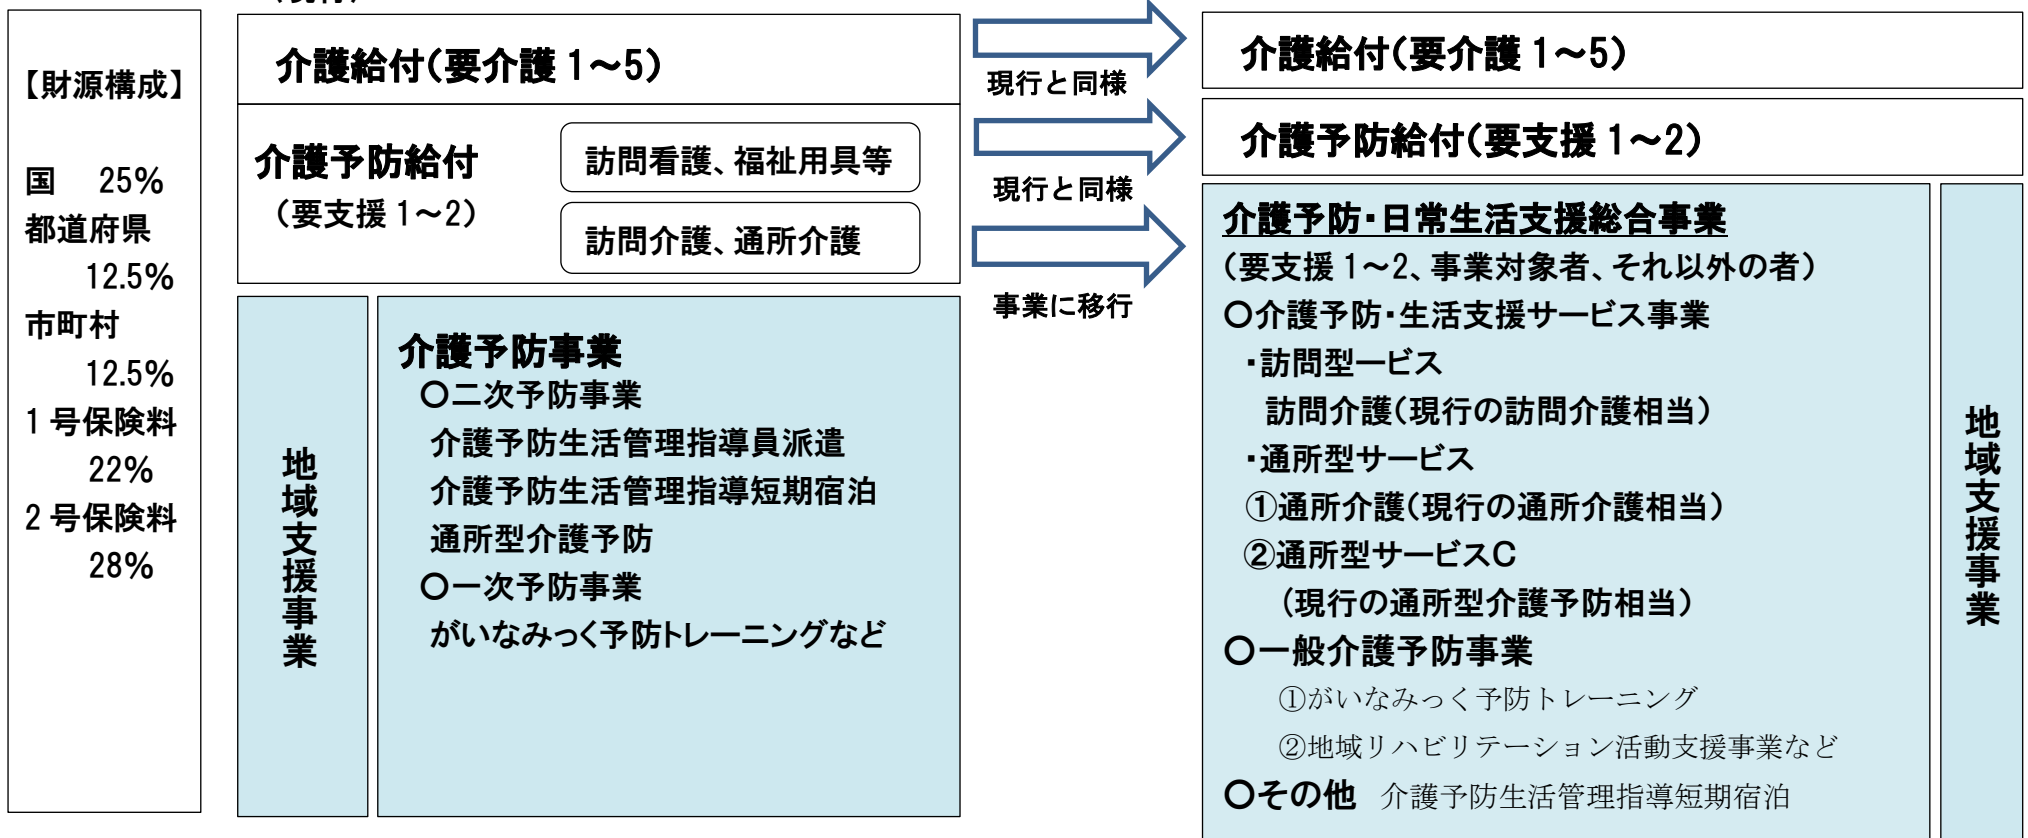 【財源構成】
国　25%
都道府県
12.5%
市町村
12.5%
1号保険料
22%
2号保険料
28%
介護給付(要介護1～5)
介護予防給付
(要支援1～2)
訪問看護、福祉用具等
訪問介護、通所介護
地域支援事業
介護予防事業
○二次予防事業
介護予防生活管理指導員派遣
介護予防生活管理指導短期宿泊
通所型介護予防
○一次予防事業
がいなみっく予防トレーニングなど
現行と同様
現行と同様
事業に移行
介護給付(要介護1～5)
介護予防給付(要支援1～2)
介護予防・日常生活支援総合事業
(要支援1～2、事業対象者、それ以外の者)
○介護予防・生活支援サービス事業
・訪問型ービス
訪問介護(現行の訪問介護相当)
・通所型サービス
①通所介護(現行の通所介護相当)
②通所型サービスC
(現行の通所型介護予防相当)
○一般介護予防事業
①がいなみっく予防トレーニング
②地域リハビリテーション活動支援事業など
○その他　介護予防生活管理指導短期宿泊
地域支援事業